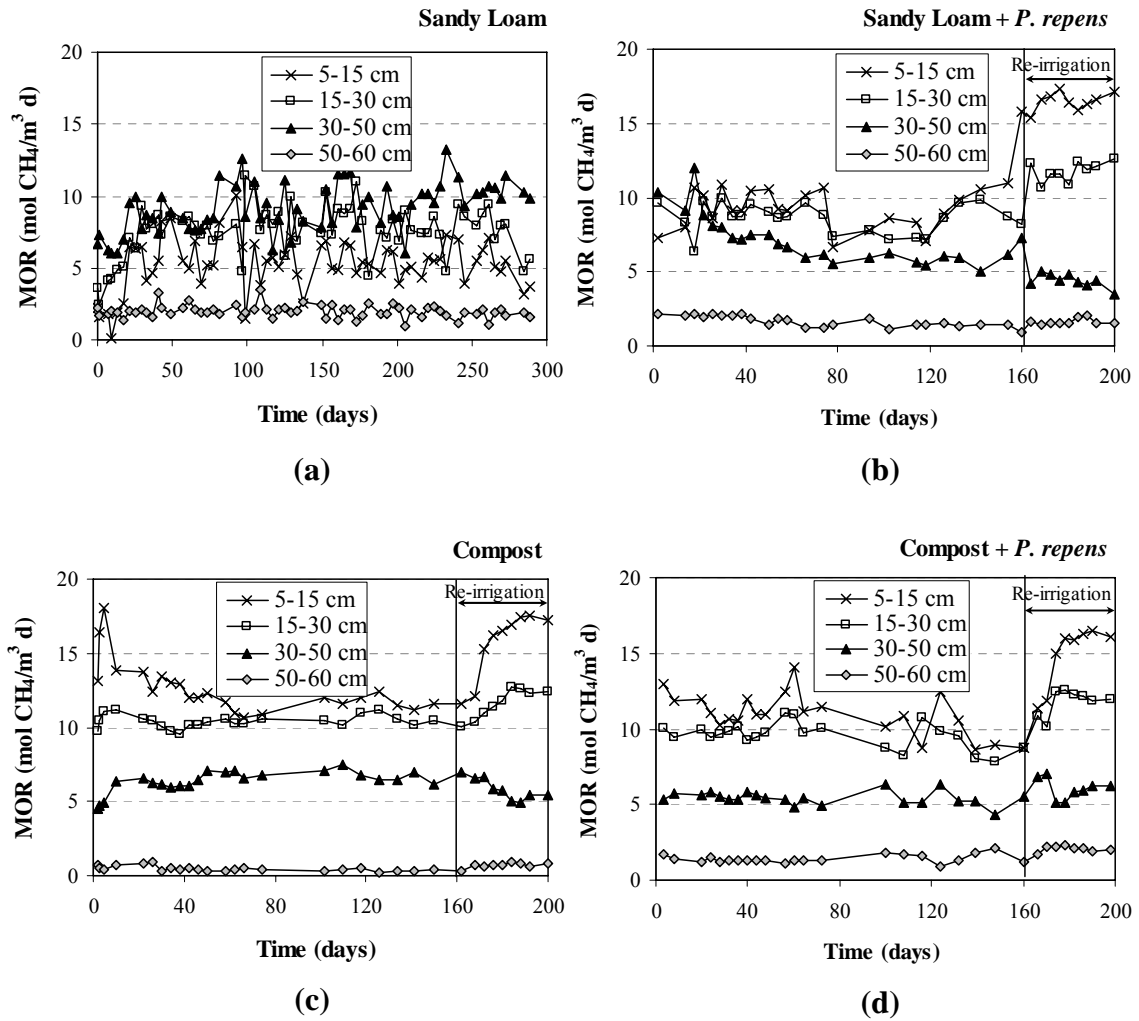 Sandy Loam
20
15
10
5
0
MOR (mol CH₄/m³ d)
5-15 cm
15-30 cm
30-50 cm
50-60 cm
0 50 100 150 200 250 300
Time (days)
(a)
Sandy Loam + P. repens
20
15
10
5
0
MOR (mol CH₄/m³ d)
5-15 cm
15-30 cm
30-50 cm
50-60 cm
Re-irrigation
0 40 80 120 160 200
Time (days)
(b)
Compost
20
15
10
5
0
MOR (mol CH₄/m³ d)
5-15 cm
15-30 cm
30-50 cm
50-60 cm
Re-irrigation
0 40 80 120 160 200
Time (days)
(c)
Compost + P. repens
20
15
10
5
0
MOR (mol CH₄/m³ d)
5-15 cm
15-30 cm
30-50 cm
50-60 cm
Re-irrigation
0 40 80 120 160 200
Time (days)
(d)